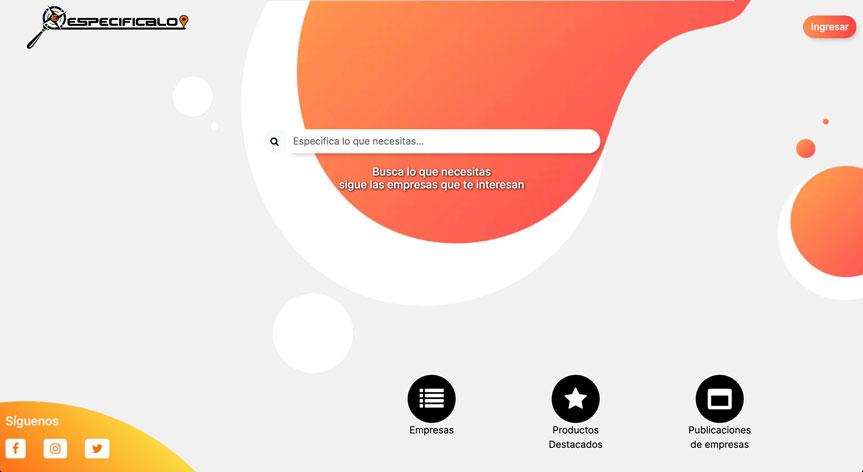 ESPECIFICALO
Ingresar
Especifica lo que necesitas...
Busca lo que necesitas
sigue las empresas que te interesan
Empresas
Productos
Destacados
Publicaciones
de empresas
Síguenos